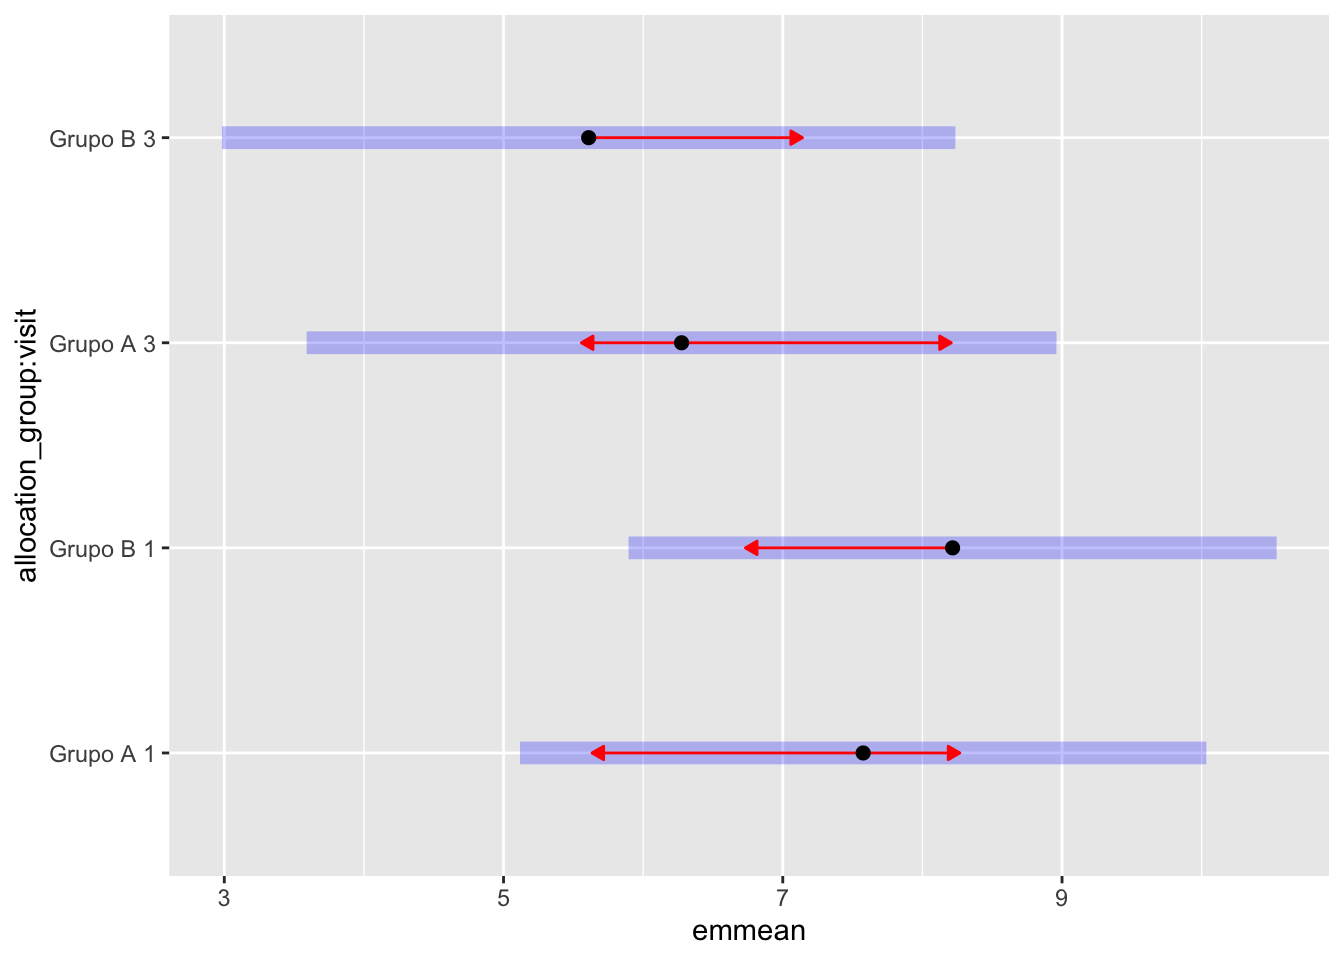 allocation_group:visit
Grupo B 3
Grupo A 3
Grupo B 1
Grupo A 1
3 5 7 9
emmean